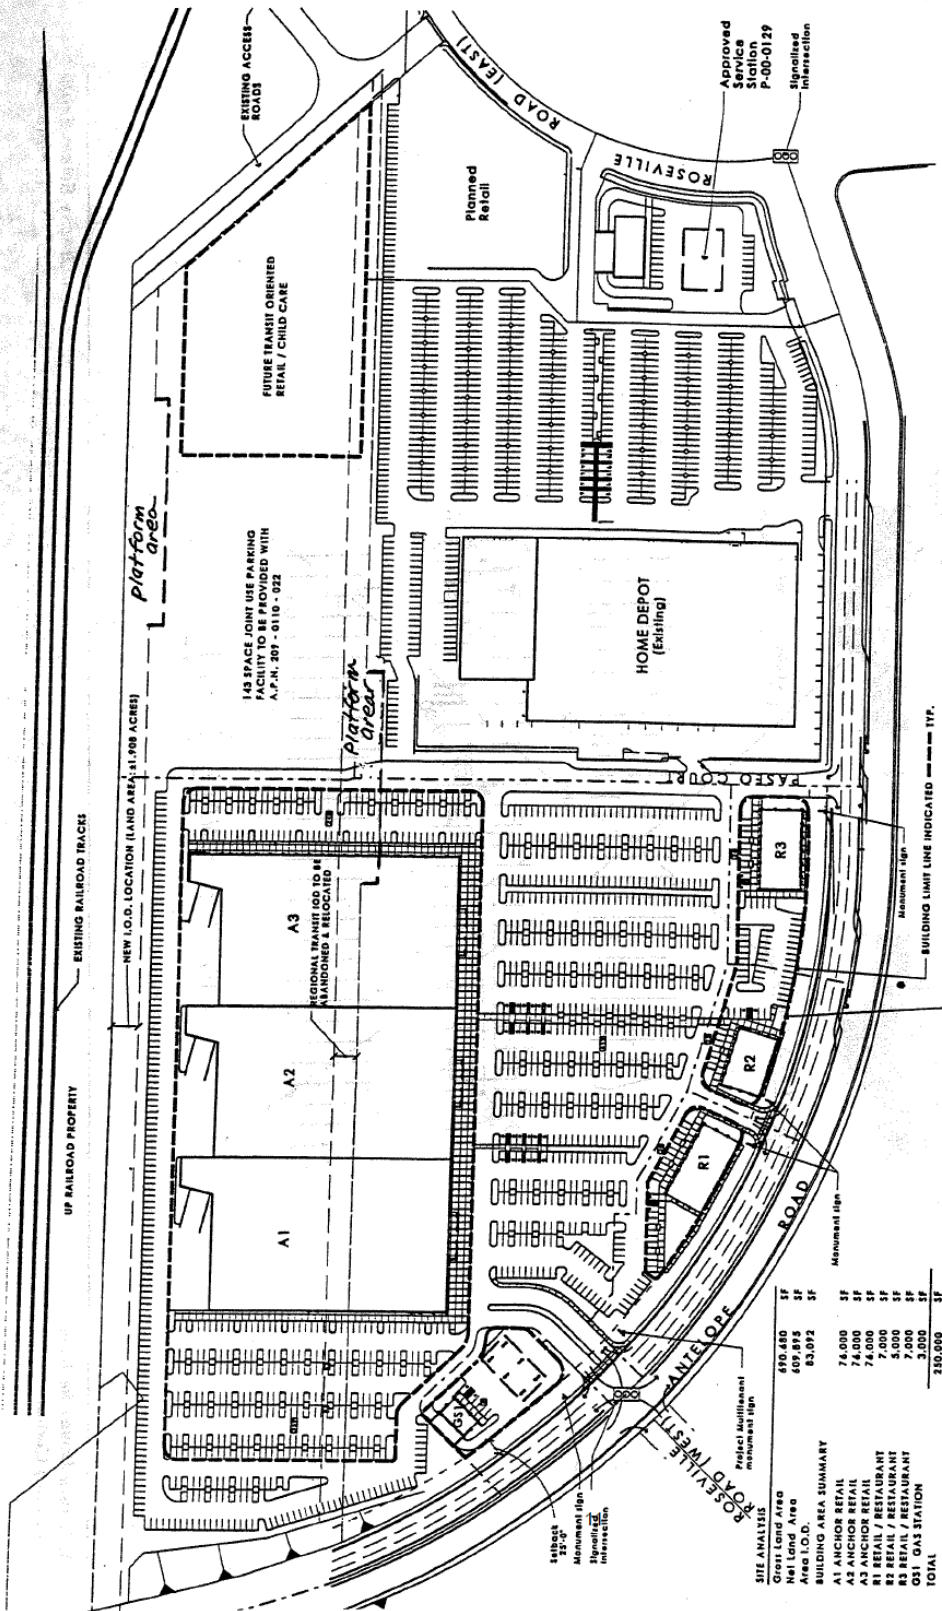 EXISTING ACCESS
ROADS
ROAD (EAST)
Approved
Service
Station
P-00-0129
Signalized
Intersection
ROSEVILLE
Planned
Retail
FUTURE TRANSIT ORIENTED
RETAIL / CHILD CARE
Platform
area
143 SPACE JOINT USE PARKING
FACILITY TO BE PROVIDED WITH
A.P.N. 209 - 0110 - 022
Platform
area
HOME DEPOT
(Existing)
PASEO COURT
EXISTING RAILROAD TRACKS
NEW I.O.D. LOCATION (LAND AREA: ±1.908 ACRES)
UP RAILROAD PROPERTY
A3
REGIONAL TRANSIT IOD TO BE
ABANDONED & RELOCATED
A2
A1
R3
R2
R1
GS1
Monument sign
BUILDING LIMIT LINE INDICATED TYP.
Monument sign
ANTELOPE ROAD
Project Multitenant
monument sign
ROSEVILLE
ROAD (WEST)
Setback
25'-0"
Monument sign
Signalized
Intersection
SITE ANALYSIS
Gross Land Area 690,680 SF
Net Land Area 609,895 SF
Area I.O.D. 83,092 SF
BUILDING AREA SUMMARY
A1 ANCHOR RETAIL 76,000 SF
A2 ANCHOR RETAIL 76,000 SF
A3 ANCHOR RETAIL 76,000 SF
R1 RETAIL / RESTAURANT 7,000 SF
R2 RETAIL / RESTAURANT 5,000 SF
R3 RETAIL / RESTAURANT 7,000 SF
GS1 GAS STATION 3,000 SF
TOTAL 250,000 SF